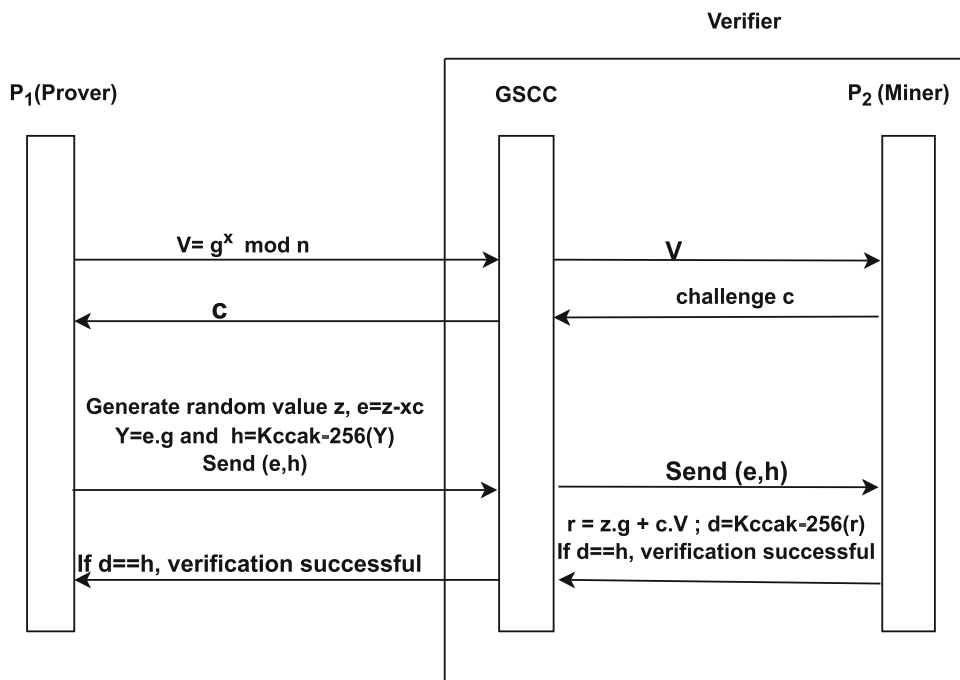 Verifier
P1(Prover)
GSCC
P2 (Miner)
V= g^x mod n
V
challenge c
c
Generate random value z, e=z-xc
Y=e.g and h=Kccak-256(Y)
Send (e,h)
Send (e,h)
r = z.g + c.V ; d=Kccak-256(r)
If d==h, verification successful
If d==h, verification successful